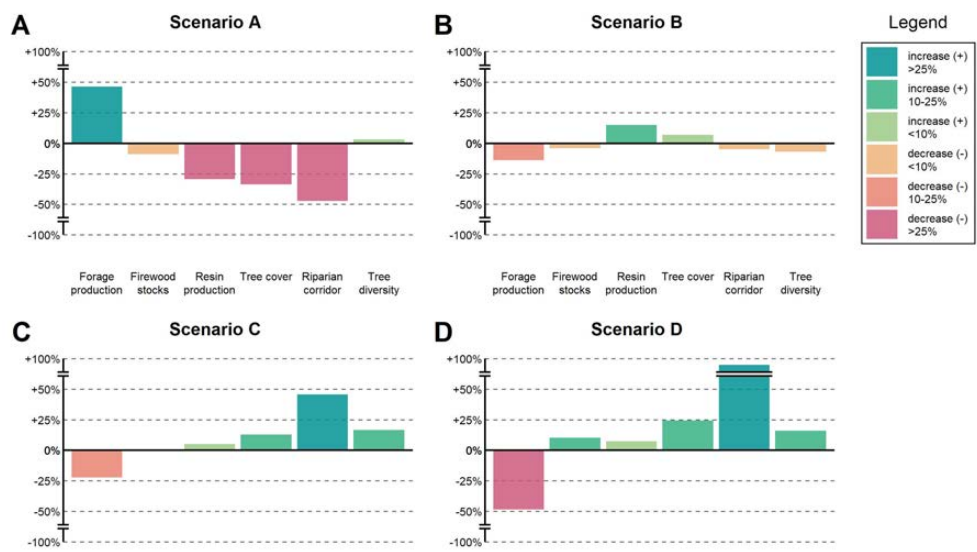 A
Scenario A
+100%
+50%
+25%
0%
-25%
-50%
-100%
Forage production
Firewood stocks
Resin production
Tree cover
Riparian corridor
Tree diversity
B
Scenario B
+100%
+50%
+25%
0%
-25%
-50%
-100%
Forage production
Firewood stocks
Resin production
Tree cover
Riparian corridor
Tree diversity
Legend
increase (+)
>25%
increase (+)
10-25%
increase (+)
<10%
decrease (-)
<10%
decrease (-)
10-25%
decrease (-)
>25%
C
Scenario C
+100%
+50%
+25%
0%
-25%
-50%
-100%
D
Scenario D
+100%
+50%
+25%
0%
-25%
-50%
-100%